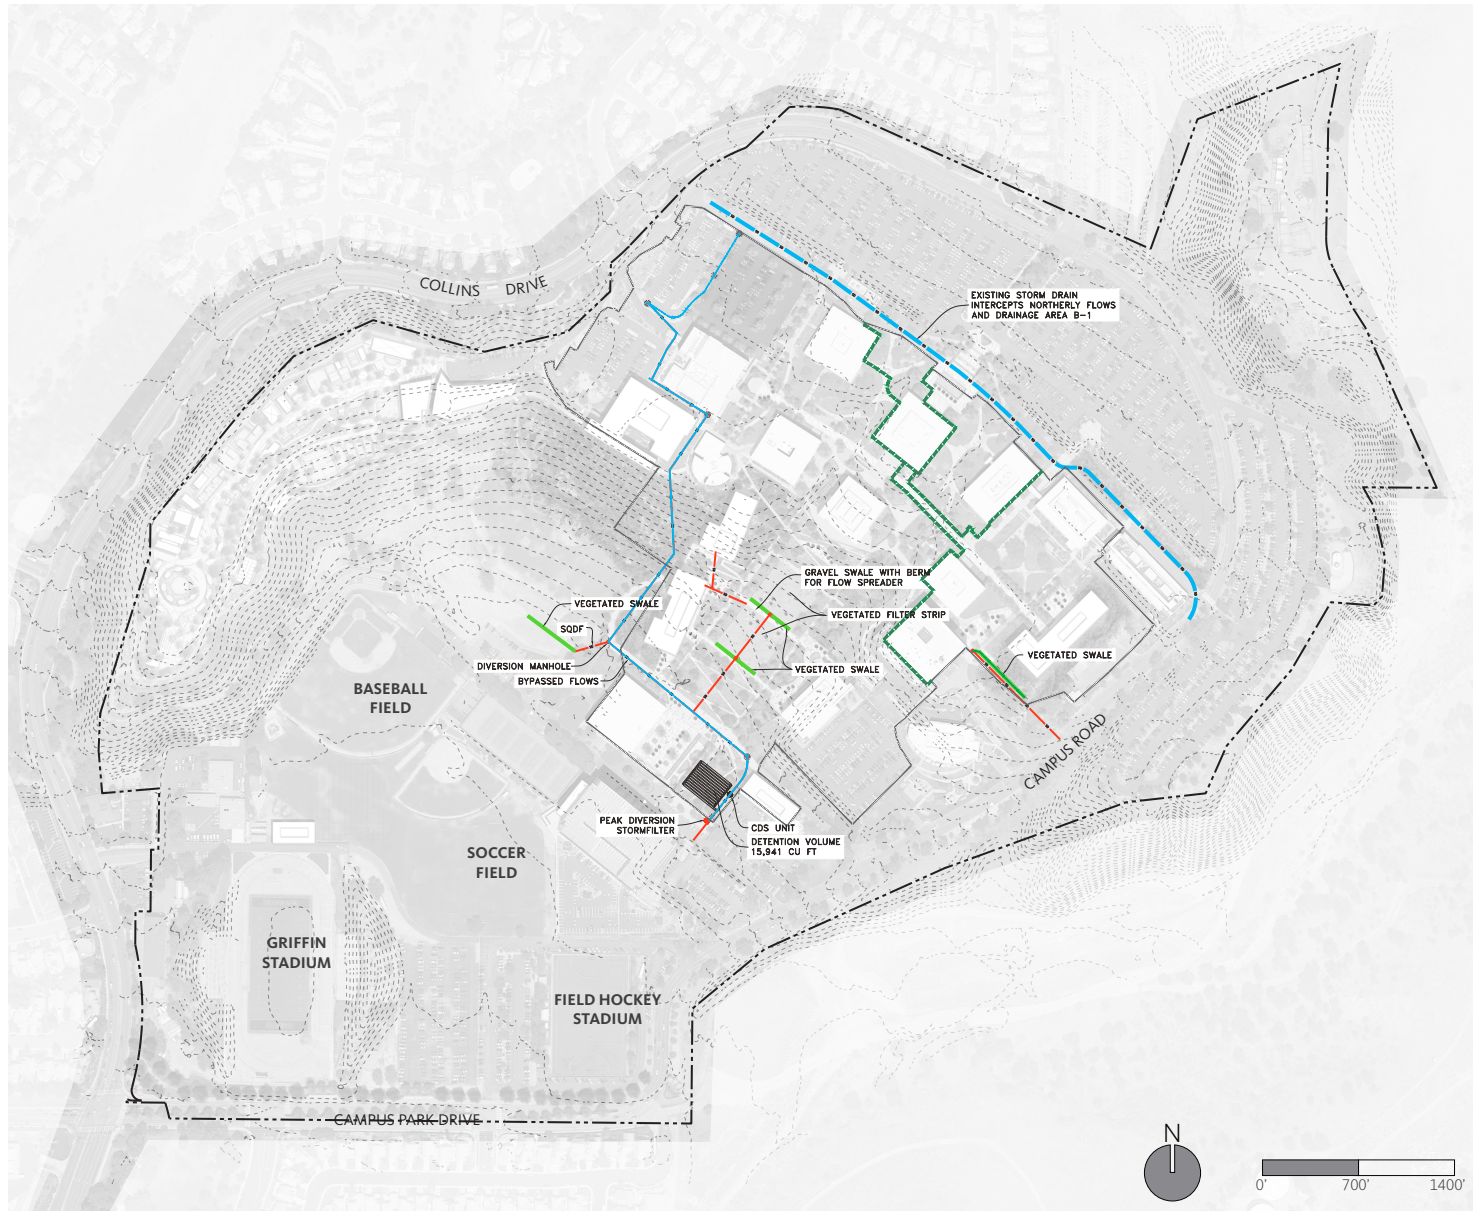 COLLINS DRIVE
EXISTING STORM DRAIN
INTERCEPTS NORTHERLY FLOWS
AND DRAINAGE AREA B-1
GRAVEL SWALE WITH BERM
FOR FLOW SPREADER
VEGETATED SWALE
VEGETATED FILTER STRIP
SQDF
DIVERSION MANHOLE
BYPASSED FLOWS
VEGETATED SWALE
VEGETATED SWALE
BASEBALL
FIELD
CAMPUS ROAD
PEAK DIVERSION
STORMFILTER
CDS UNIT
DETENTION VOLUME
15,941 CU FT
SOCCER
FIELD
GRIFFIN
STADIUM
FIELD HOCKEY
STADIUM
CAMPUS PARK DRIVE
N
0' 700' 1400'